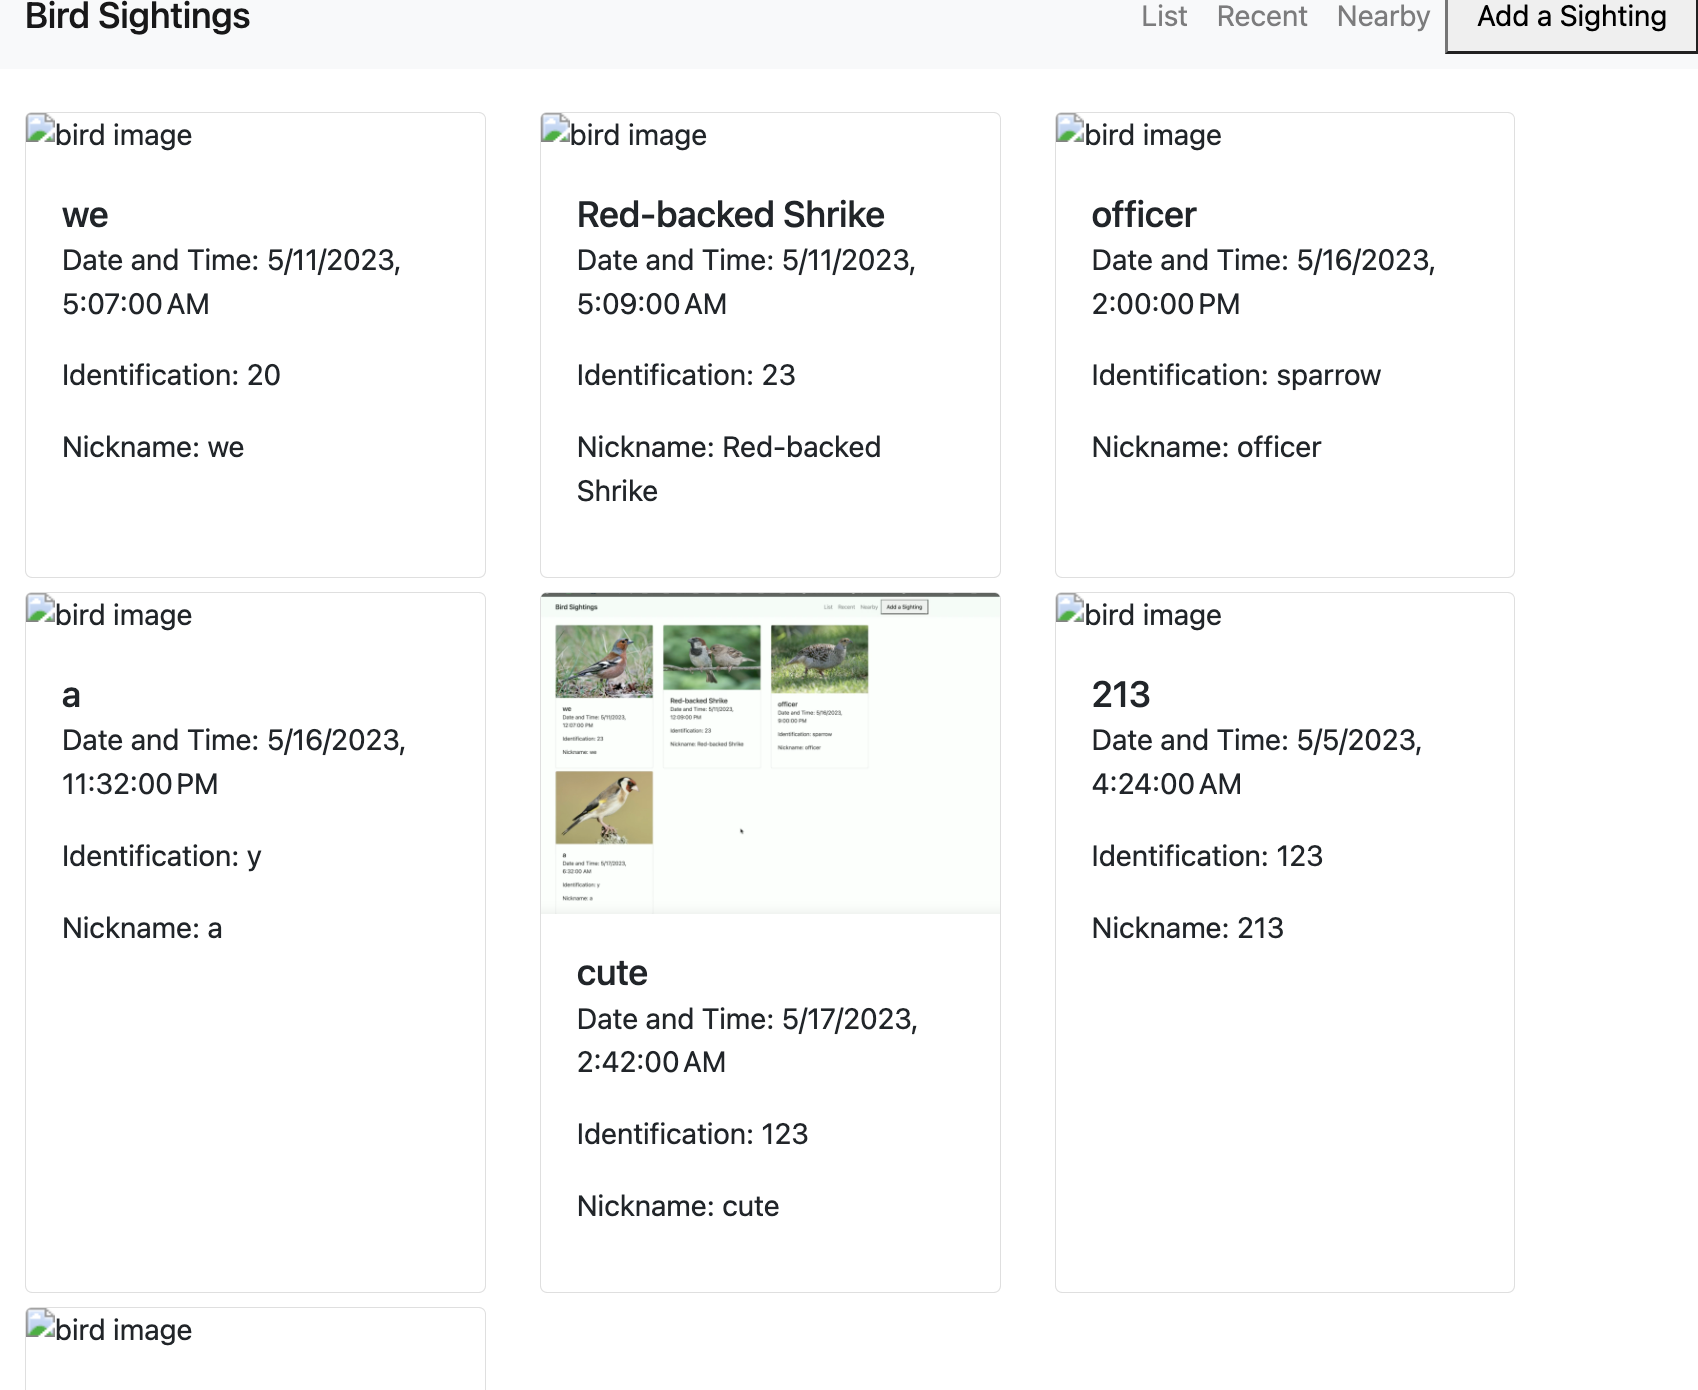 Bird Sightings
List Recent Nearby Add a Sighting
bird image
we
Date and Time: 5/11/2023,
5:07:00 AM
Identification: 20
Nickname: we
bird image
Red-backed Shrike
Date and Time: 5/11/2023,
5:09:00 AM
Identification: 23
Nickname: Red-backed
Shrike
bird image
officer
Date and Time: 5/16/2023,
2:00:00 PM
Identification: sparrow
Nickname: officer
bird image
a
Date and Time: 5/16/2023,
11:32:00 PM
Identification: y
Nickname: a
Bird Sightings
List Recent Nearby Add a Sighting
we
Date and Time: 5/11/2023,
12:07:00 PM
Identification: 23
Nickname: we
Red-backed Shrike
Date and Time: 5/11/2023,
12:09:00 PM
Identification: 23
Nickname: Red-backed Shrike
officer
Date and Time: 5/16/2023,
9:00:00 PM
Identification: sparrow
Nickname: officer
a
Date and Time: 5/17/2023,
6:32:00 AM
Identification: y
Nickname: a
cute
Date and Time: 5/17/2023,
2:42:00 AM
Identification: 123
Nickname: cute
bird image
213
Date and Time: 5/5/2023,
4:24:00 AM
Identification: 123
Nickname: 213
bird image